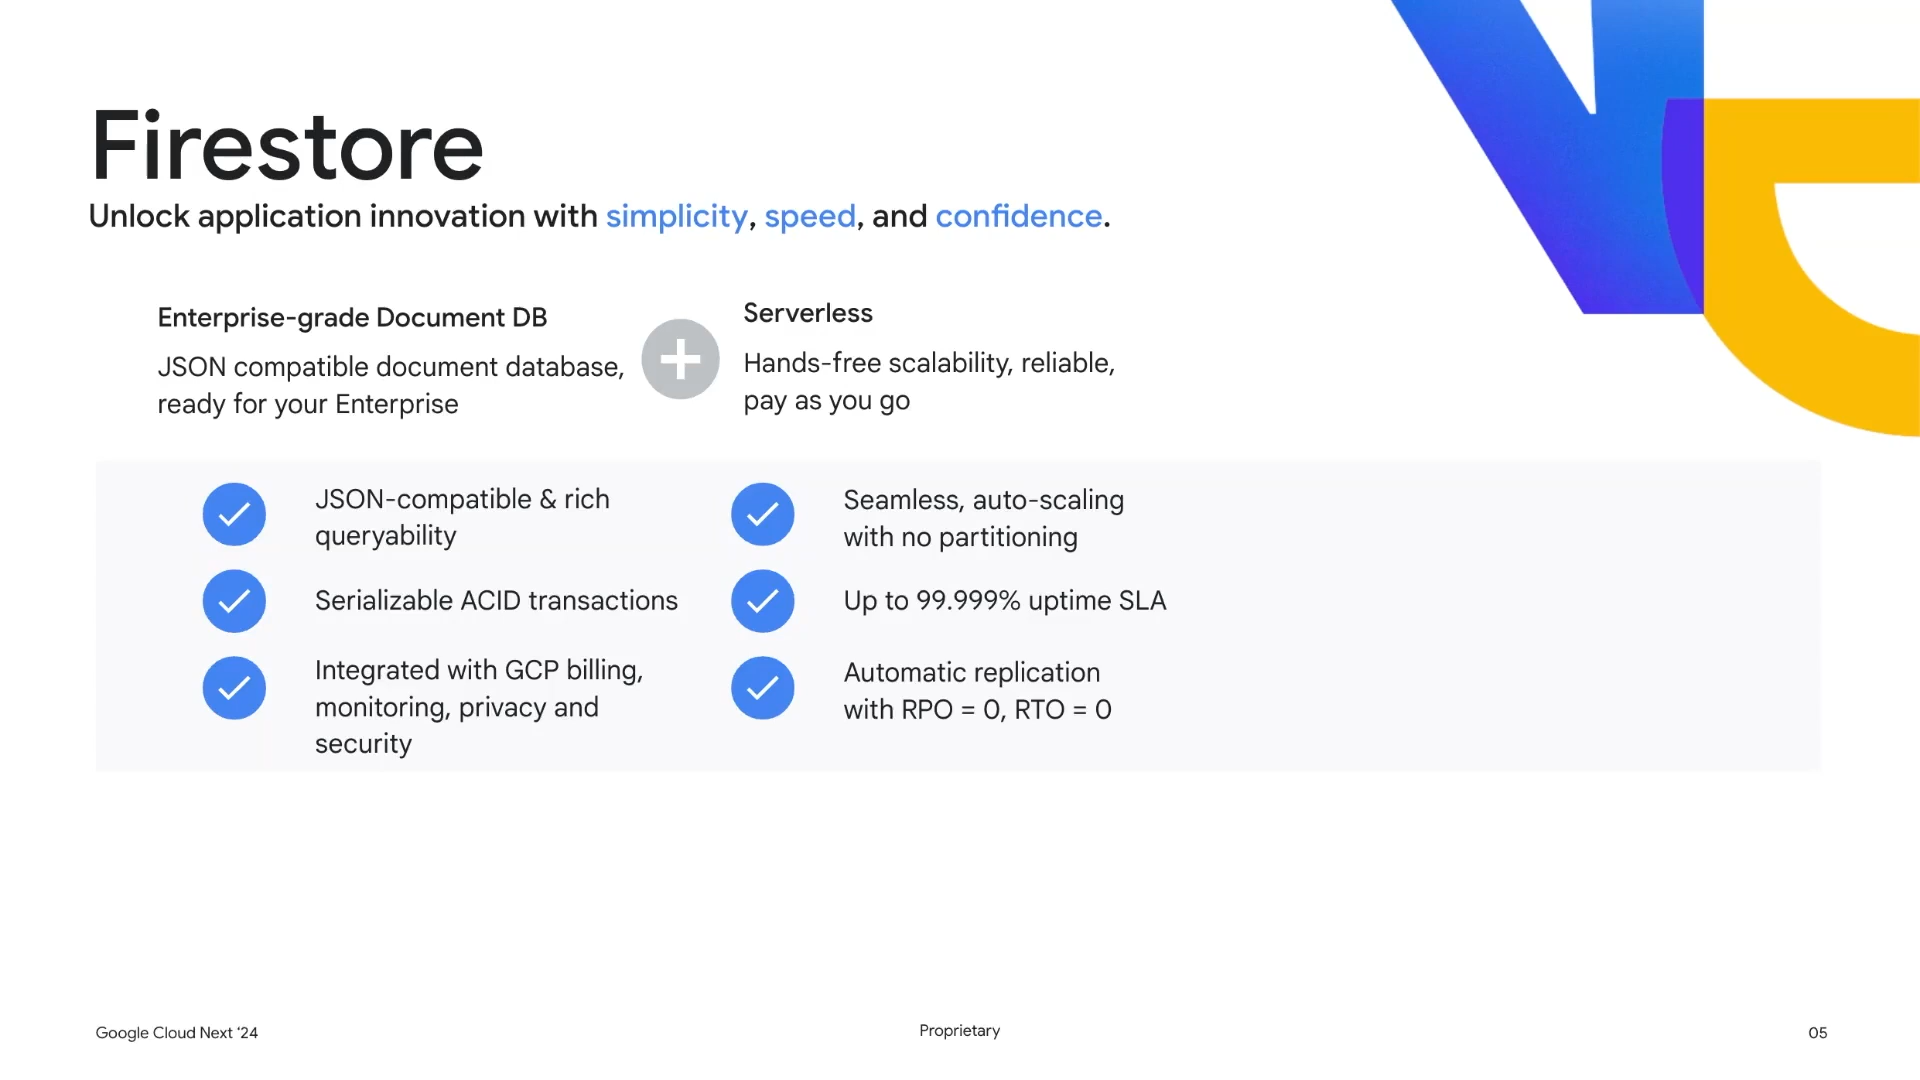 Firestore
Unlock application innovation with simplicity, speed, and confidence.
Enterprise-grade Document DB
JSON compatible document database,
ready for your Enterprise
Serverless
Hands-free scalability, reliable,
pay as you go
JSON-compatible & rich
queryability
Serializable ACID transactions
Integrated with GCP billing,
monitoring, privacy and
security
Seamless, auto-scaling
with no partitioning
Up to 99.999% uptime SLA
Automatic replication
with RPO = 0, RTO = 0
Google Cloud Next ‘24
Proprietary
05